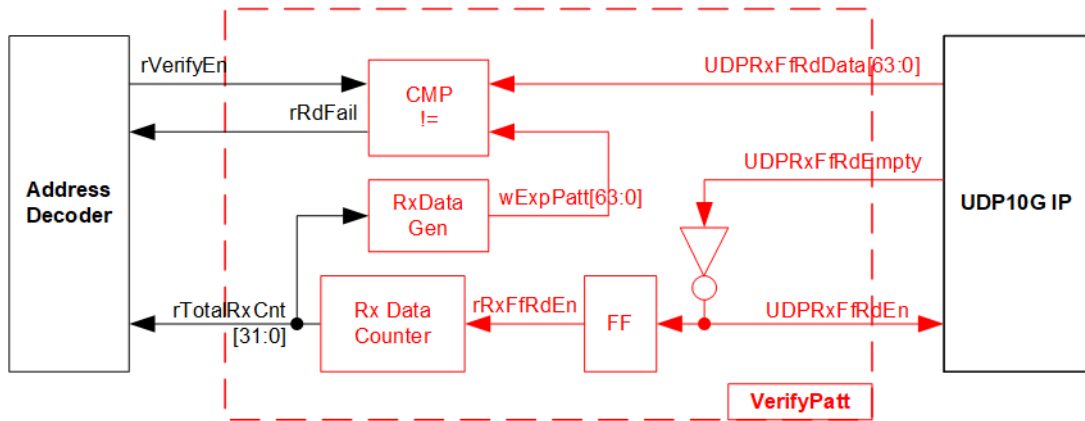 rVerifyEn
UDPRxFfRdData[63:0]
CMP
!=
rRdFail
UDPRxFfRdEmpty
Address
Decoder
RxData
Gen
wExpPatt[63:0]
UDP10G IP
rTotalRxCnt
[31:0]
Rx Data
Counter
rRxFfRdEn
FF
UDPRxFfRdEn
VerifyPatt